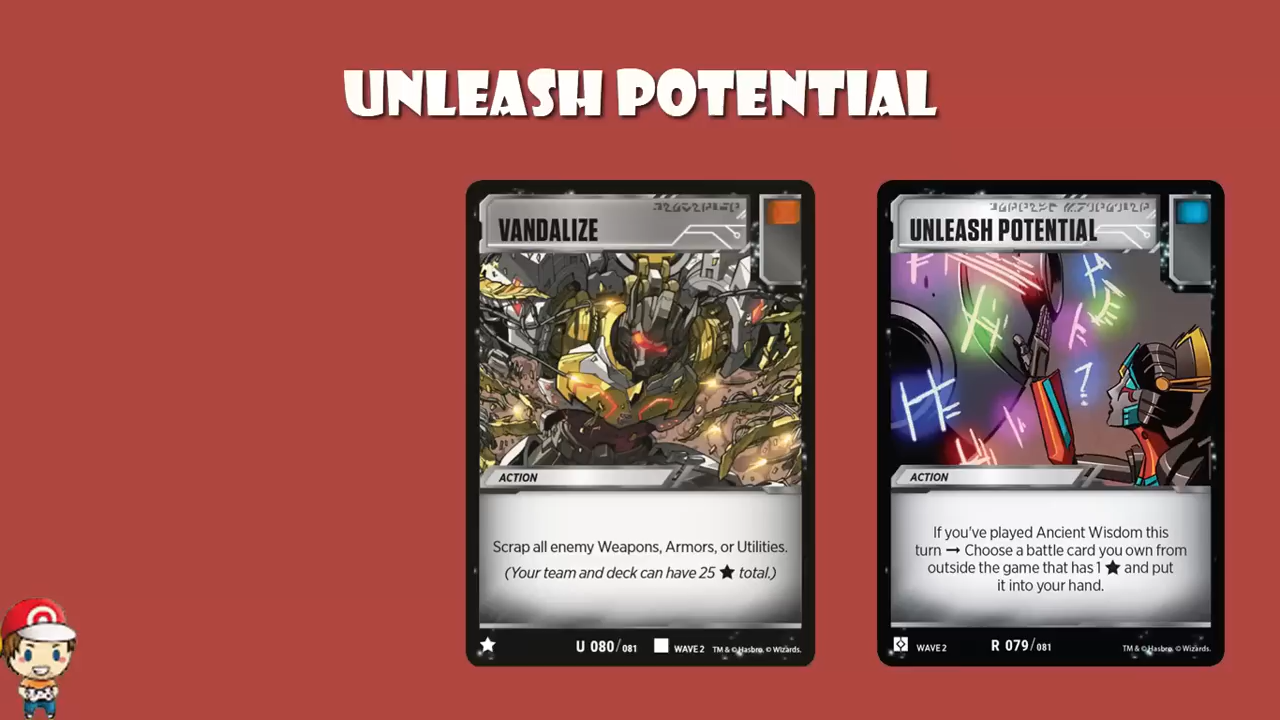 UNLEASH POTENTIAL
VANDALIZE
ACTION
Scrap all enemy Weapons, Armors, or Utilities.
(Your team and deck can have 25 ★ total.)
U 080/081
WAVE 2
TM & © Hasbro. © Wizards.
UNLEASH POTENTIAL
ACTION
If you've played Ancient Wisdom this
turn → Choose a battle card you own from
outside the game that has 1 ★ and put
it into your hand.
WAVE 2
R 079/081
TM & © Hasbro. © Wizards.